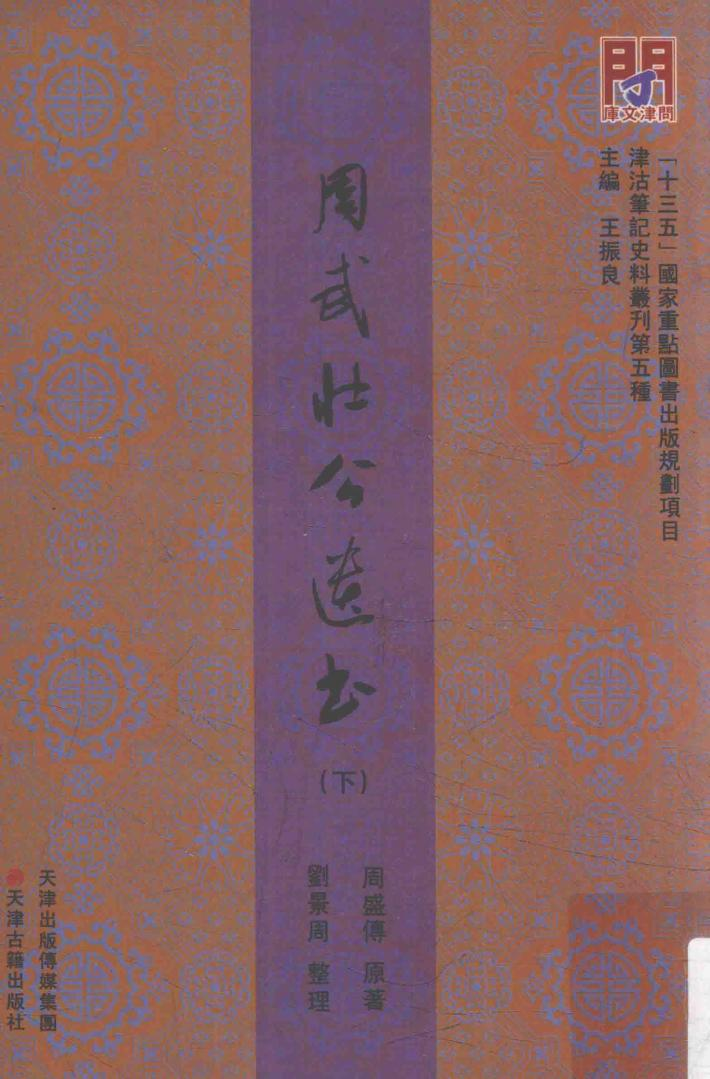 問津文庫
「十三五」國家重點圖書出版規劃項目
津沽筆記史料叢刊第五種
主編 王振良
周武壯公遺書
（下）
周盛傳 原著
劉景周 整理
天津出版傳媒集團
天津古籍出版社